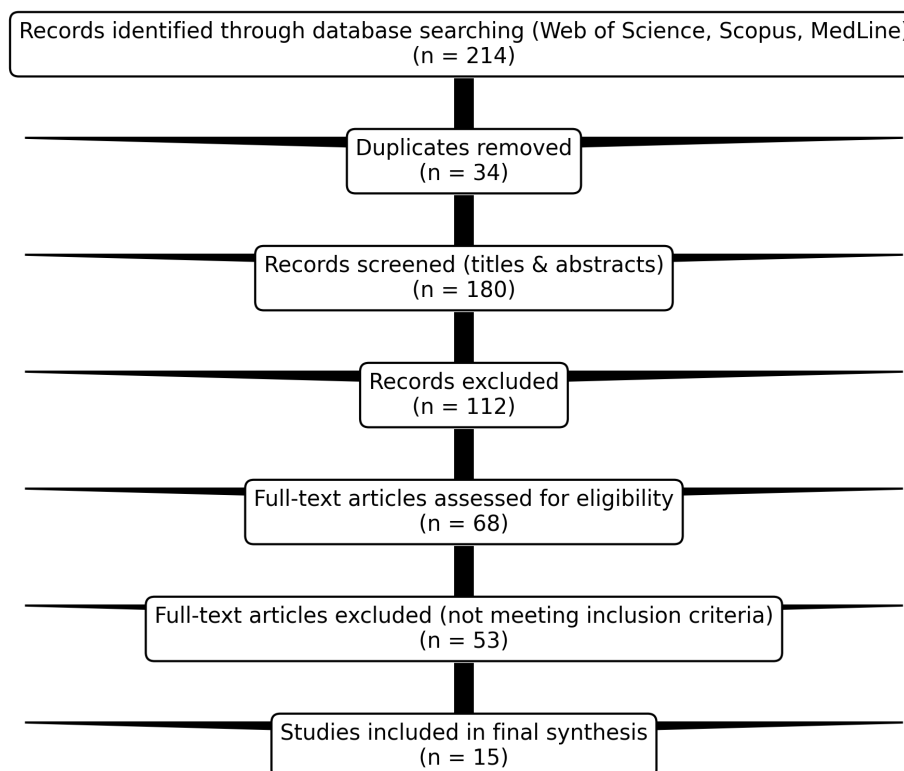 Records identified through database searching (Web of Science, Scopus, MedLine)
(n = 214)
Duplicates removed
(n = 34)
Records screened (titles & abstracts)
(n = 180)
Records excluded
(n = 112)
Full-text articles assessed for eligibility
(n = 68)
Full-text articles excluded (not meeting inclusion criteria)
(n = 53)
Studies included in final synthesis
(n = 15)